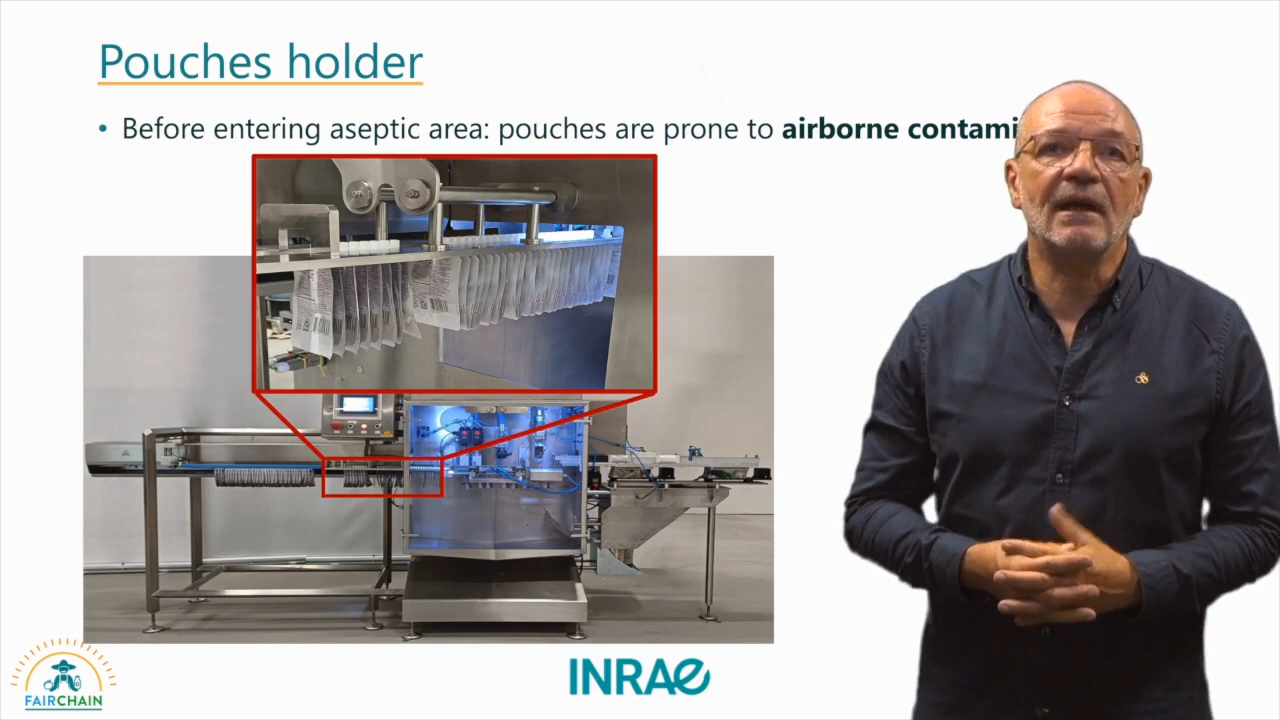 Pouches holder
• Before entering aseptic area: pouches are prone to airborne contami
FAIRCHAIN
INRAE